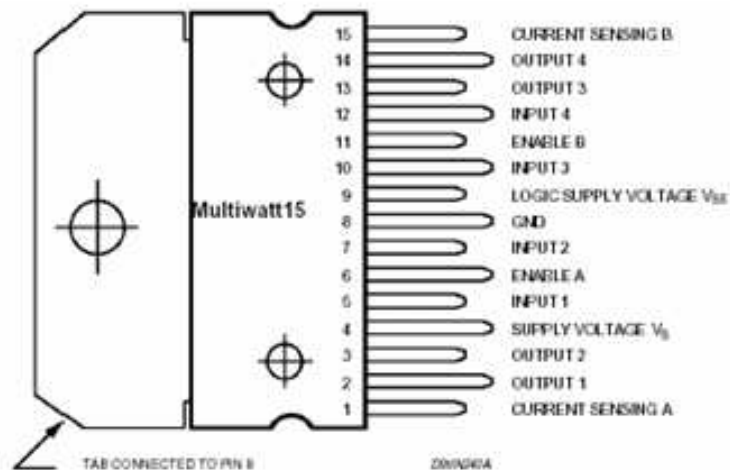 15 CURRENT SENSING B
14 OUTPUT 4
13 OUTPUT 3
12 INPUT 4
11 ENABLE B
10 INPUT 3
9 LOGIC SUPPLY VOLTAGE VSS
Multiwatt15
8 GND
7 INPUT 2
6 ENABLE A
5 INPUT 1
4 SUPPLY VOLTAGE VS
3 OUTPUT 2
2 OUTPUT 1
1 CURRENT SENSING A
TAB CONNECTED TO PIN 8